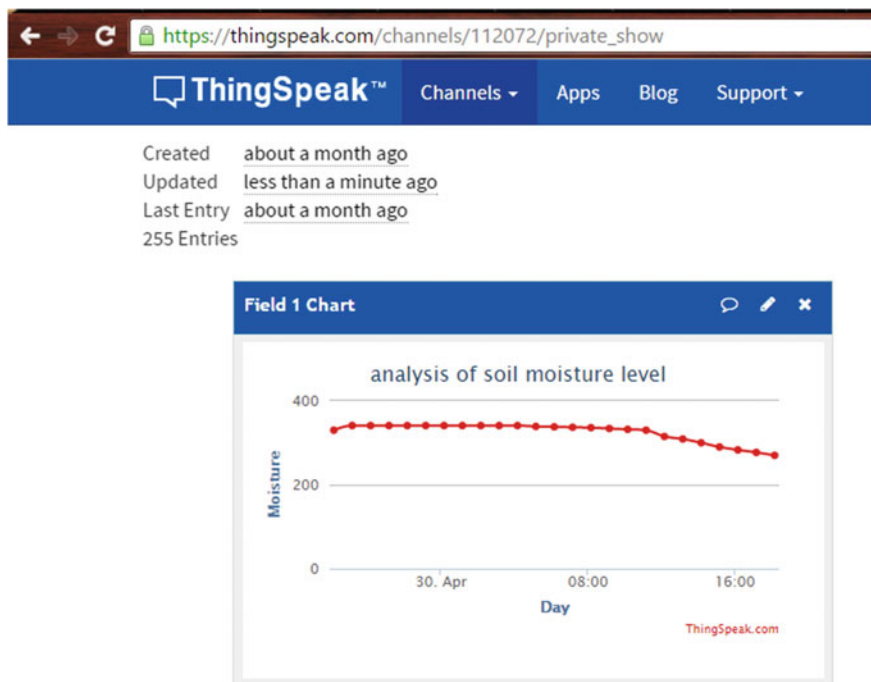 https://thingspeak.com/channels/112072/private_show
ThingSpeak™ Channels Apps Blog Support
Created about a month ago
Updated less than a minute ago
Last Entry about a month ago
255 Entries
Field 1 Chart
analysis of soil moisture level
400
200
0
Moisture
30. Apr 08:00 16:00
Day
ThingSpeak.com